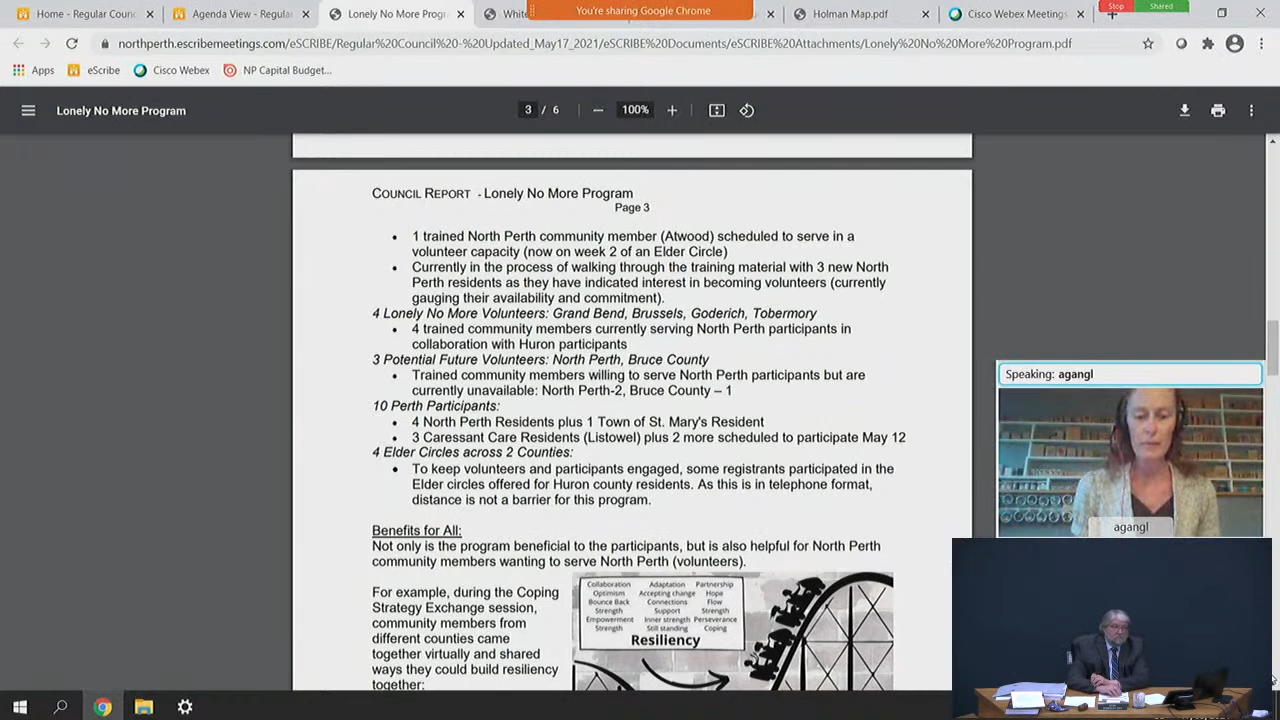 Home - Regular Counc
Agenda View - Regula
Lonely No More Progr
White
You're sharing Google Chrome
Holman Map.pdf
Cisco Webex Meetings
Stop
Shared
northperth.escribemeetings.com/eSCRIBE/Regular%20Council%20-%20Updated_May17_2021/eSCRIBE%20Documents/eSCRIBE%20Attachments/Lonely%20No%20More%20Program.pdf
Apps
eScribe
Cisco Webex
NP Capital Budget...
Lonely No More Program
3 / 6
100%
COUNCIL REPORT - Lonely No More Program
Page 3
• 1 trained North Perth community member (Atwood) scheduled to serve in a
volunteer capacity (now on week 2 of an Elder Circle)
• Currently in the process of walking through the training material with 3 new North
Perth residents as they have indicated interest in becoming volunteers (currently
gauging their availability and commitment).
4 Lonely No More Volunteers: Grand Bend, Brussels, Goderich, Tobermory
• 4 trained community members currently serving North Perth participants in
collaboration with Huron participants
3 Potential Future Volunteers: North Perth, Bruce County
• Trained community members willing to serve North Perth participants but are
currently unavailable: North Perth-2, Bruce County – 1
10 Perth Participants:
• 4 North Perth Residents plus 1 Town of St. Mary's Resident
• 3 Caressant Care Residents (Listowel) plus 2 more scheduled to participate May 12
4 Elder Circles across 2 Counties:
• To keep volunteers and participants engaged, some registrants participated in the
Elder circles offered for Huron county residents. As this is in telephone format,
distance is not a barrier for this program.
Benefits for All:
Not only is the program beneficial to the participants, but is also helpful for North Perth
community members wanting to serve North Perth (volunteers).
For example, during the Coping
Strategy Exchange session,
community members from
different counties came
together virtually and shared
ways they could build resiliency
together:
Collaboration Adaptation Partnership
Optimism Accepting change Hope
Bounce Back Connections Flow
Strength Support Strength
Empowerment Inner strength Perseverance
Strength Still standing Coping
Resiliency
Speaking: agangl
agangl